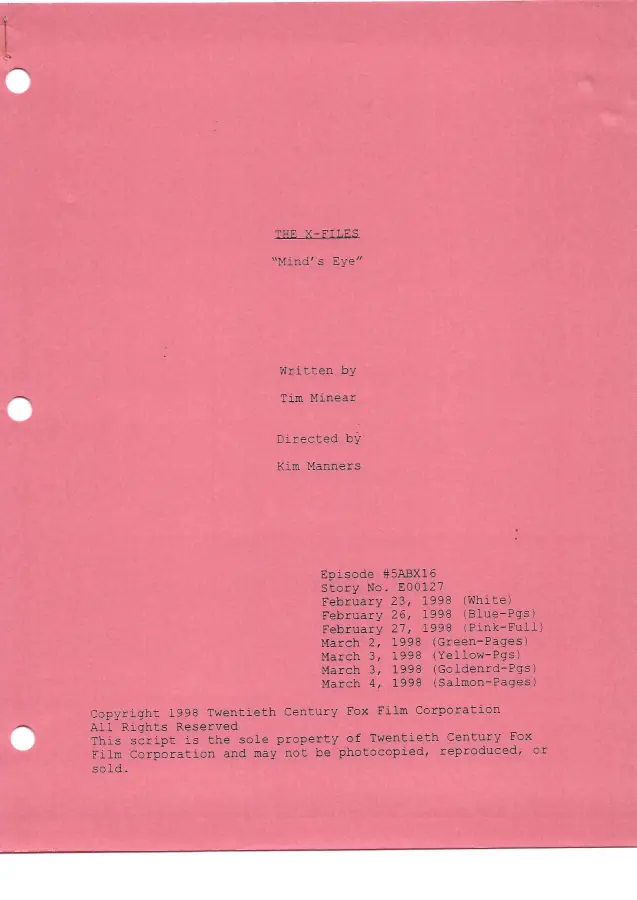 THE X-FILES
"Mind's Eye"
Written by
Tim Minear
Directed by
Kim Manners
Episode #5ABX16
Story No. E00127
February 23, 1998 (White)
February 26, 1998 (Blue-Pgs)
February 27, 1998 (Pink-Full)
March 2, 1998 (Green-Pages)
March 3, 1998 (Yellow-Pgs)
March 3, 1998 (Goldenrd-Pgs)
March 4, 1998 (Salmon-Pages)
Copyright 1998 Twentieth Century Fox Film Corporation
All Rights Reserved
This script is the sole property of Twentieth Century Fox
Film Corporation and may not be photocopied, reproduced, or
sold.